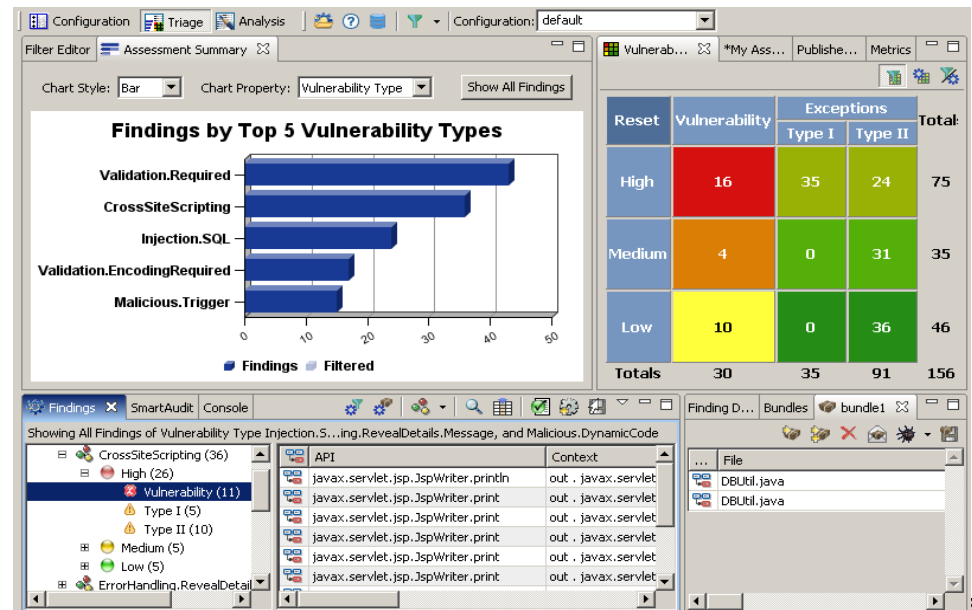 Configuration Triage Analysis Configuration: default
Filter Editor Assessment Summary
Chart Style: Bar Chart Property: Vulnerability Type Show All Findings
Findings by Top 5 Vulnerability Types
Validation.Required
CrossSiteScripting
Injection.SQL
Validation.EncodingRequired
Malicious.Trigger
0 10 20 30 40 50
Findings Filtered
Vulnerab... *My Ass... Publishe... Metrics
Reset Vulnerability Exceptions Total:
Type I Type II
High 16 35 24 75
Medium 4 0 31 35
Low 10 0 36 46
Totals 30 35 91 156
Findings SmartAudit Console
Showing All Findings of Vulnerability Type Injection.S...ing.RevealDetails.Message, and Malicious.DynamicCode
CrossSiteScripting (36)
High (26)
Vulnerability (11)
Type I (5)
Type II (10)
Medium (5)
Low (5)
ErrorHandling.RevealDetail
API Context
javax.servlet.jsp.JspWriter.println out . javax.servlet
javax.servlet.jsp.JspWriter.print out . javax.servlet
javax.servlet.jsp.JspWriter.print out . javax.servlet
javax.servlet.jsp.JspWriter.print out . javax.servlet
javax.servlet.jsp.JspWriter.print out . javax.servlet
javax.servlet.jsp.JspWriter.print out . javax.servlet
Finding D... Bundles bundle1
... File
DBUtil.java
DBUtil.java